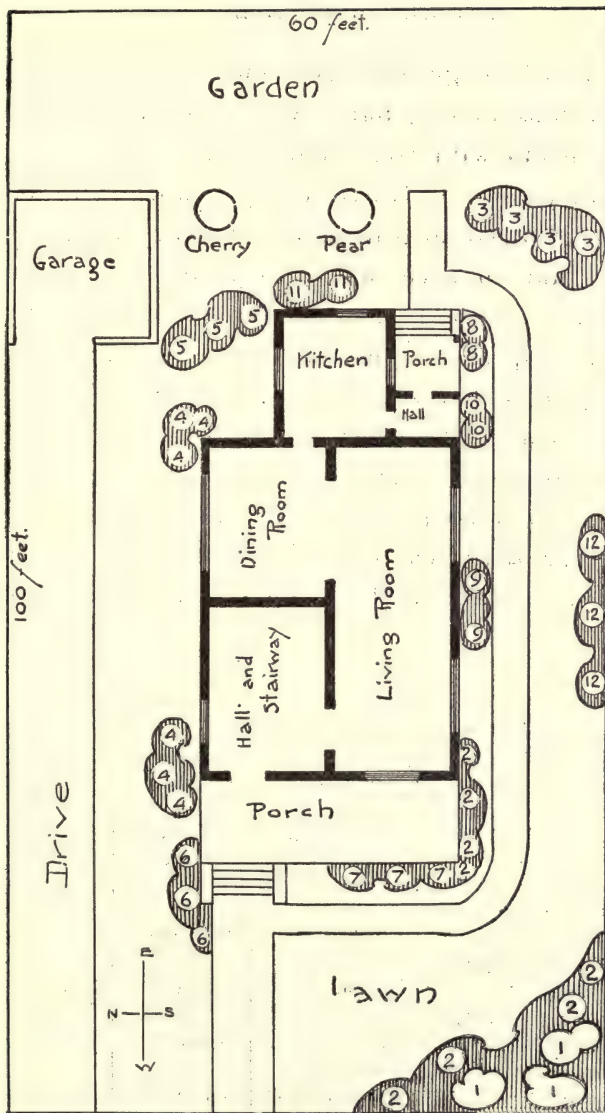 60 feet.
Garden
Garage
Cherry
Pear
3
3
3
3
11
11
5
5
5
8
8
Kitchen
Porch
Hall
10
10
4
4
4
Dining
Room
100 feet.
Living Room
9
9
12
12
12
Hall and
Stairway
4
4
4
2
2
2
2
Porch
7
7
7
6
6
6
Drive
E
N
S
W
Lawn
2
2
2
2
1
1
1